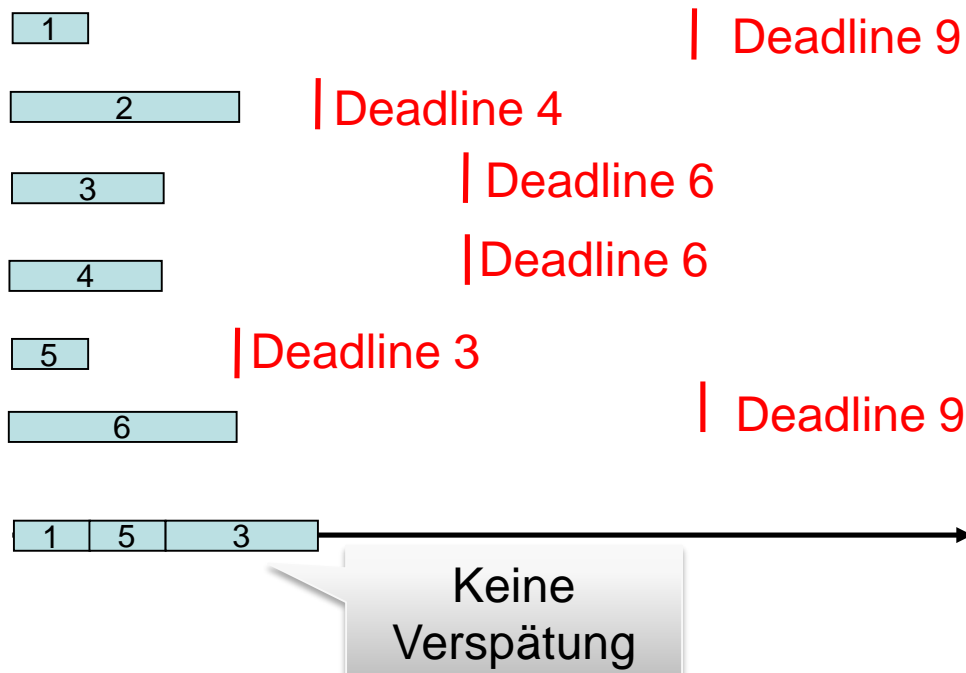 1
Deadline 9
2
Deadline 4
3
Deadline 6
4
Deadline 6
5
Deadline 3
6
Deadline 9
1 5 3
Keine
Verspätung